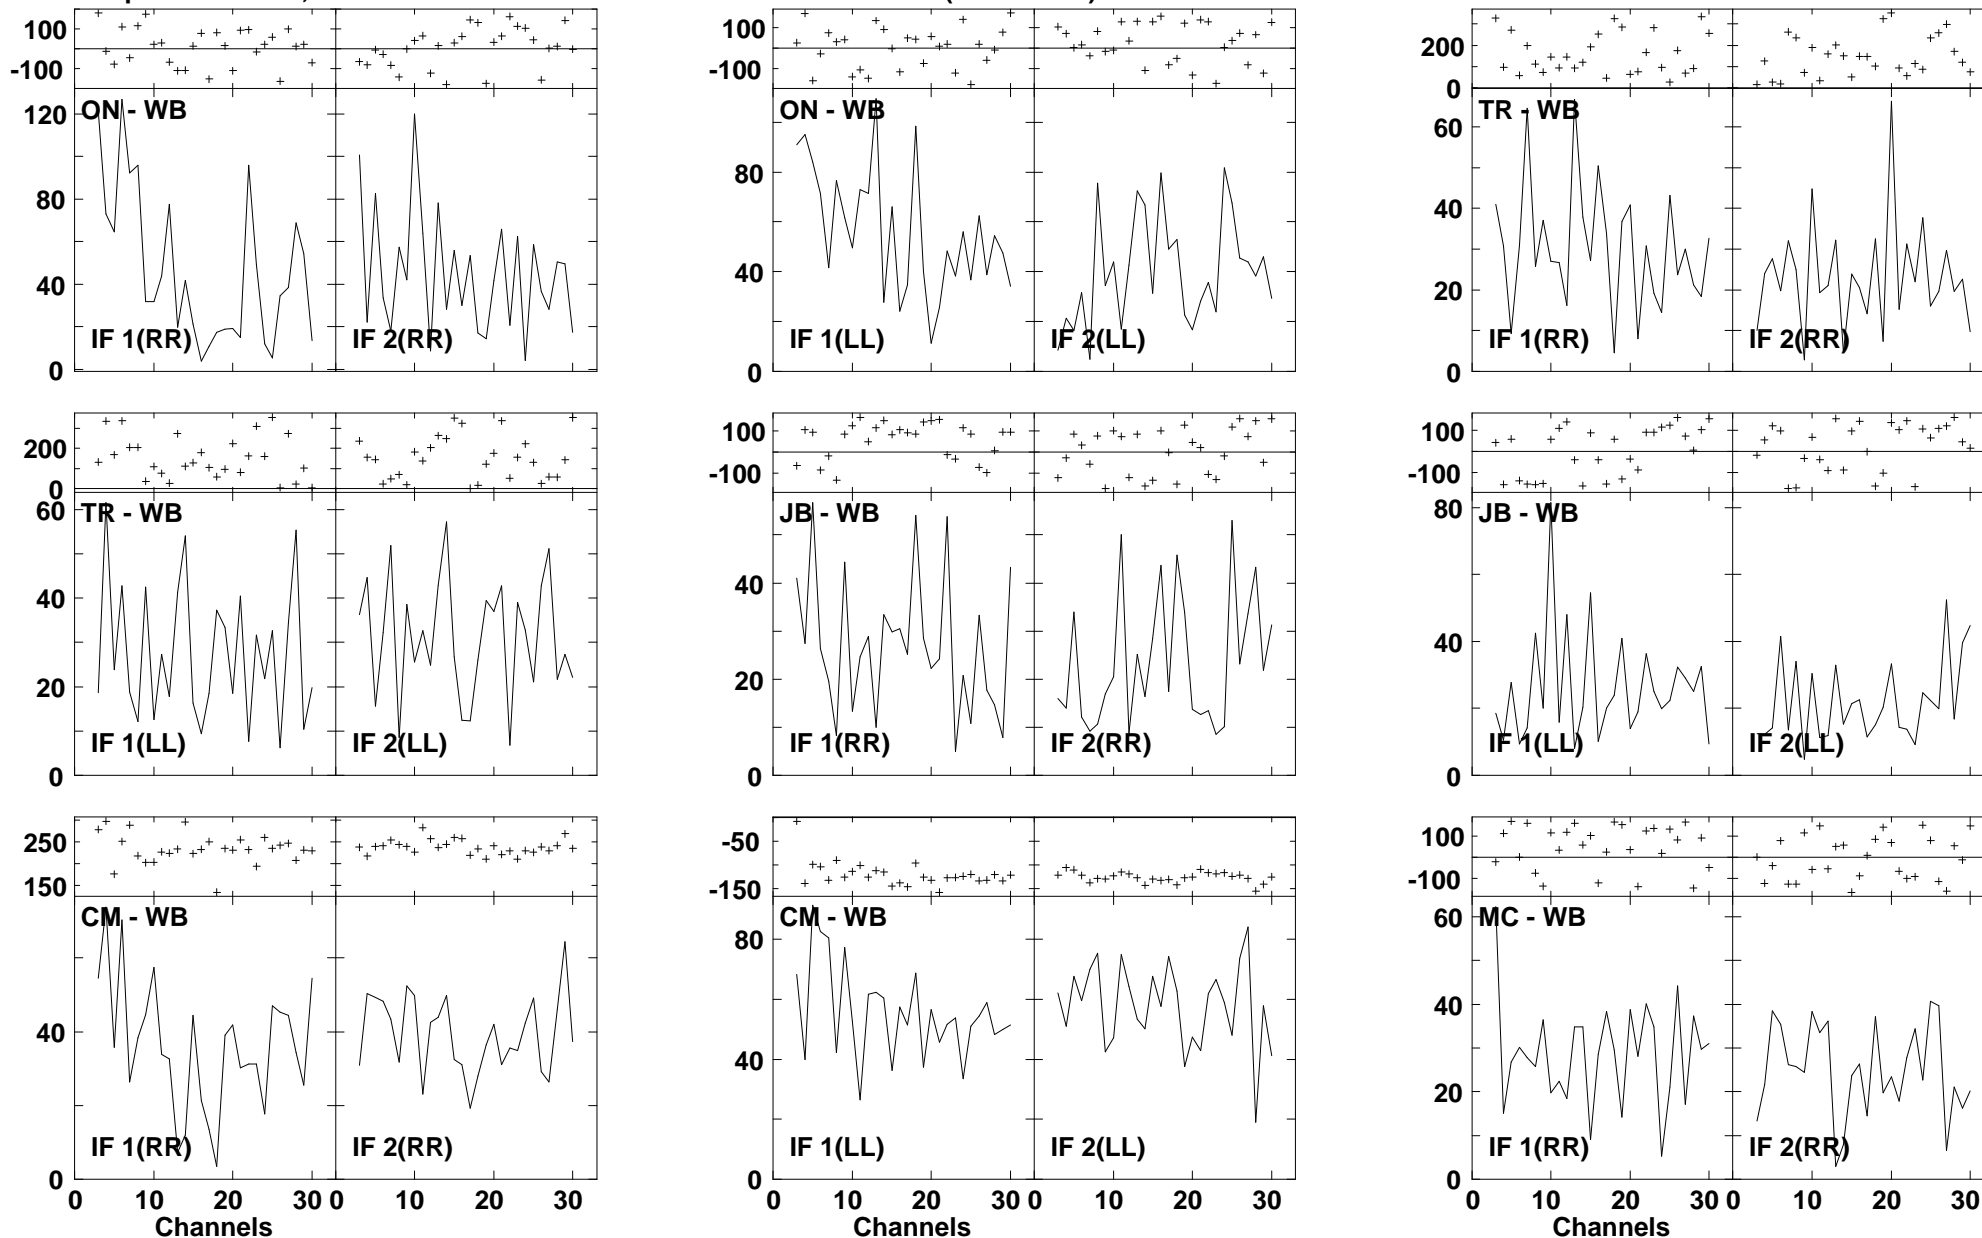 100
-100
ON - WB
120
80
40
0
IF 1(RR)
IF 2(RR)
100
-100
ON - WB
80
40
0
IF 1(LL)
IF 2(LL)
200
0
TR - WB
60
40
20
0
IF 1(RR)
IF 2(RR)
200
0
TR - WB
60
40
20
0
IF 1(LL)
IF 2(LL)
100
-100
JB - WB
40
20
0
IF 1(RR)
IF 2(RR)
100
-100
JB - WB
80
40
0
IF 1(LL)
IF 2(LL)
250
150
CM - WB
40
0
IF 1(RR)
IF 2(RR)
0 10 20 30 0 10 20 30
Channels
-50
-150
CM - WB
80
40
0
IF 1(LL)
IF 2(LL)
0 10 20 30 0 10 20 30
Channels
100
-100
MC - WB
60
40
20
0
IF 1(RR)
IF 2(RR)
0 10 20 30 0 10 20 30
Channels